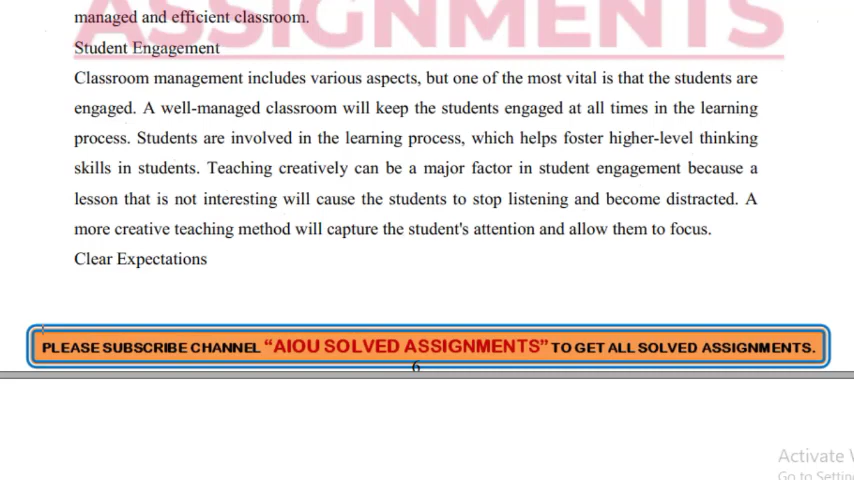 ASSIGNMENTS
managed and efficient classroom.
Student Engagement
Classroom management includes various aspects, but one of the most vital is that the students are
engaged. A well-managed classroom will keep the students engaged at all times in the learning
process. Students are involved in the learning process, which helps foster higher-level thinking
skills in students. Teaching creatively can be a major factor in student engagement because a
lesson that is not interesting will cause the students to stop listening and become distracted. A
more creative teaching method will capture the student's attention and allow them to focus.
Clear Expectations
PLEASE SUBSCRIBE CHANNEL “AIOU SOLVED ASSIGNMENTS” TO GET ALL SOLVED ASSIGNMENTS.
6
Activate
Go to